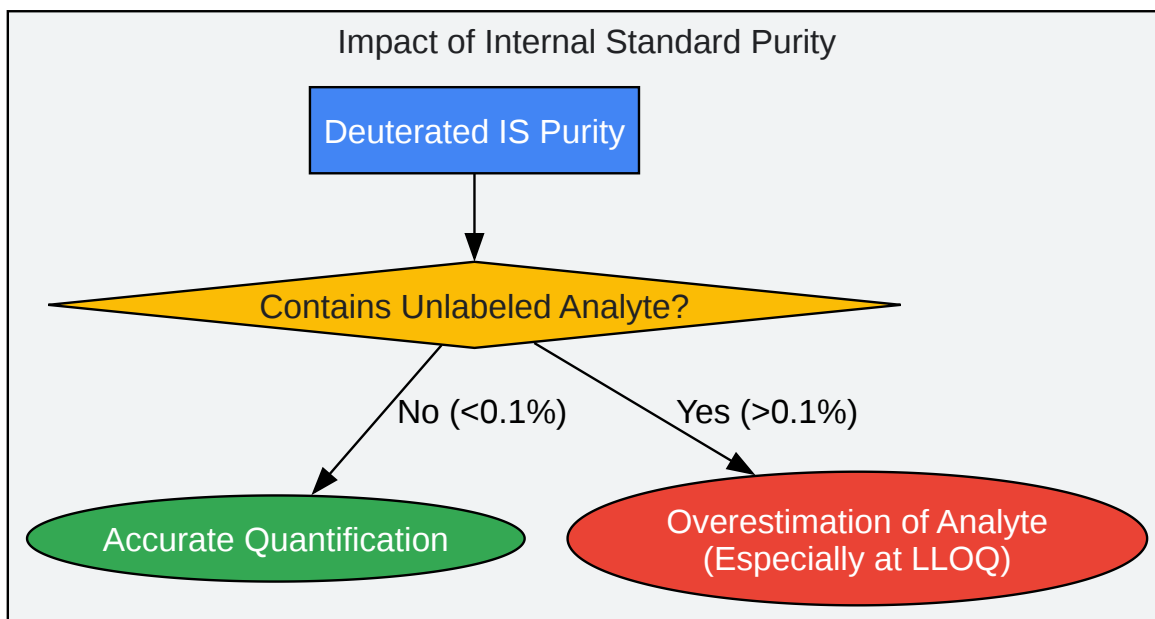 Impact of Internal Standard Purity
Deuterated IS Purity
Contains Unlabeled Analyte?
No (<0.1%)
Yes (>0.1%)
Accurate Quantification
Overestimation of Analyte
(Especially at LLOQ)